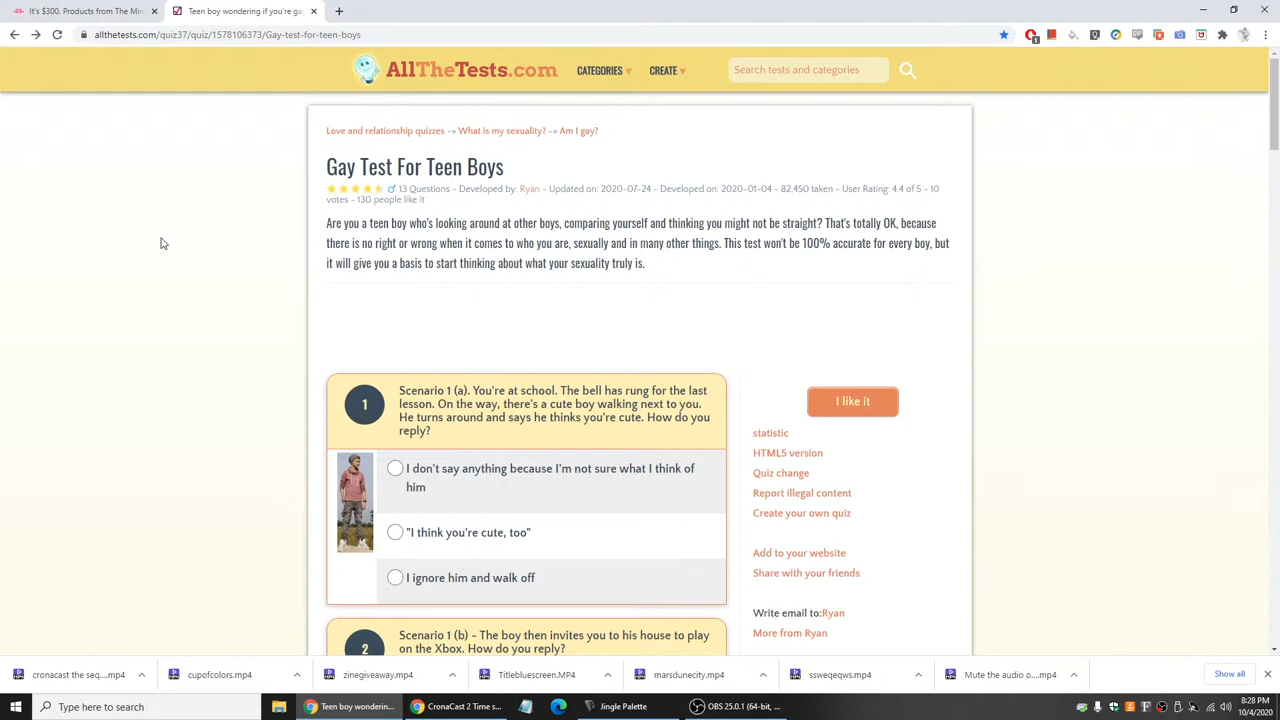 It's $300. Products from The Min
Teen boy wondering if you're ga
allthetests.com/quiz37/quiz/1578106373/Gay-test-for-teen-boys
AllTheTests.com
CATEGORIES
CREATE
Search tests and categories
Love and relationship quizzes -» What is my sexuality? -» Am I gay?
Gay Test For Teen Boys
13 Questions - Developed by: Ryan - Updated on: 2020-07-24 - Developed on: 2020-01-04 - 82,450 taken - User Rating: 4.4 of 5 - 10
votes - 130 people like it
Are you a teen boy who's looking around at other boys, comparing yourself and thinking you might not be straight? That's totally OK, because
there is no right or wrong when it comes to who you are, sexually and in many other things. This test won't be 100% accurate for every boy, but
it will give you a basis to start thinking about what your sexuality truly is.
1
Scenario 1 (a). You're at school. The bell has rung for the last
lesson. On the way, there's a cute boy walking next to you.
He turns around and says he thinks you're cute. How do you
reply?
I don't say anything because I'm not sure what I think of
him
"I think you're cute, too"
I ignore him and walk off
2
Scenario 1 (b) - The boy then invites you to his house to play
on the Xbox. How do you reply?
I like it
statistic
HTML5 version
Quiz change
Report illegal content
Create your own quiz
Add to your website
Share with your friends
Write email to:Ryan
More from Ryan
cronacast the seq....mp4
cupofcolors.mp4
zinegiveaway.mp4
Titlebluescreen.MP4
marsdunecity.mp4
ssweqeqws.mp4
Mute the audio o....mp4
Show all
Type here to search
Teen boy wonderin...
CronaCast 2 Time s...
Jingle Palette
OBS 25.0.1 (64-bit, ...
8:28 PM
10/4/2020